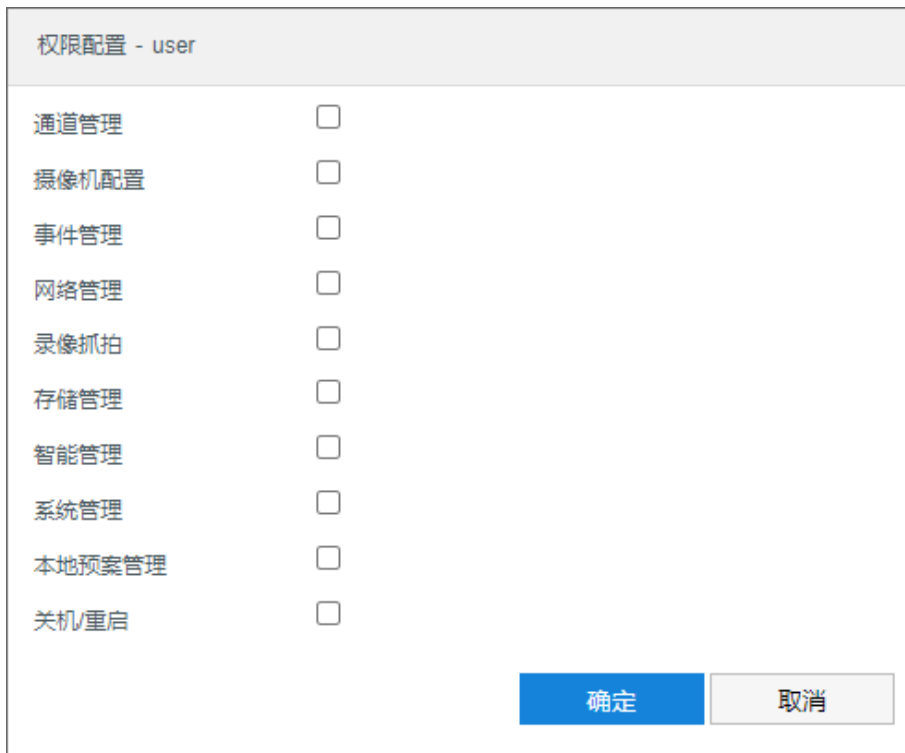 权限配置 - user
通道管理
摄像机配置
事件管理
网络管理
录像抓拍
存储管理
智能管理
系统管理
本地预案管理
关机/重启
确定 取消